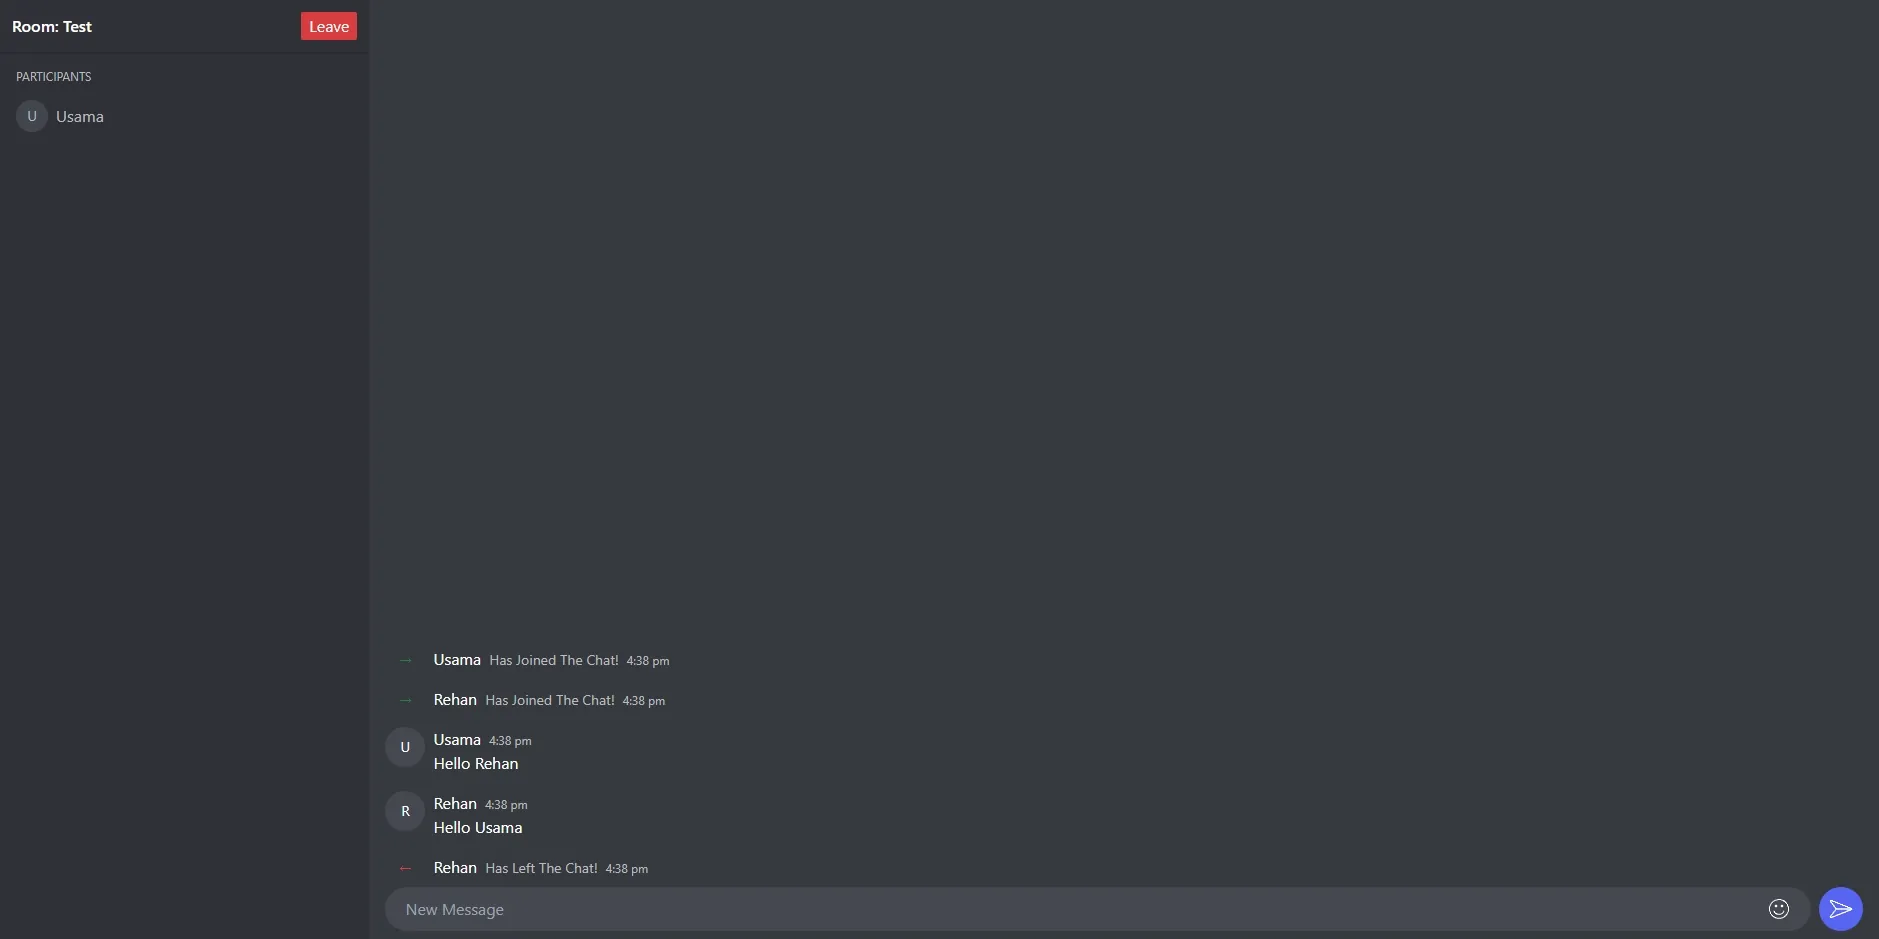 Room: Test
Leave
PARTICIPANTS
U Usama
→ Usama Has Joined The Chat! 4:38 pm
→ Rehan Has Joined The Chat! 4:38 pm
U
Usama 4:38 pm
Hello Rehan
R
Rehan 4:38 pm
Hello Usama
← Rehan Has Left The Chat! 4:38 pm
New Message